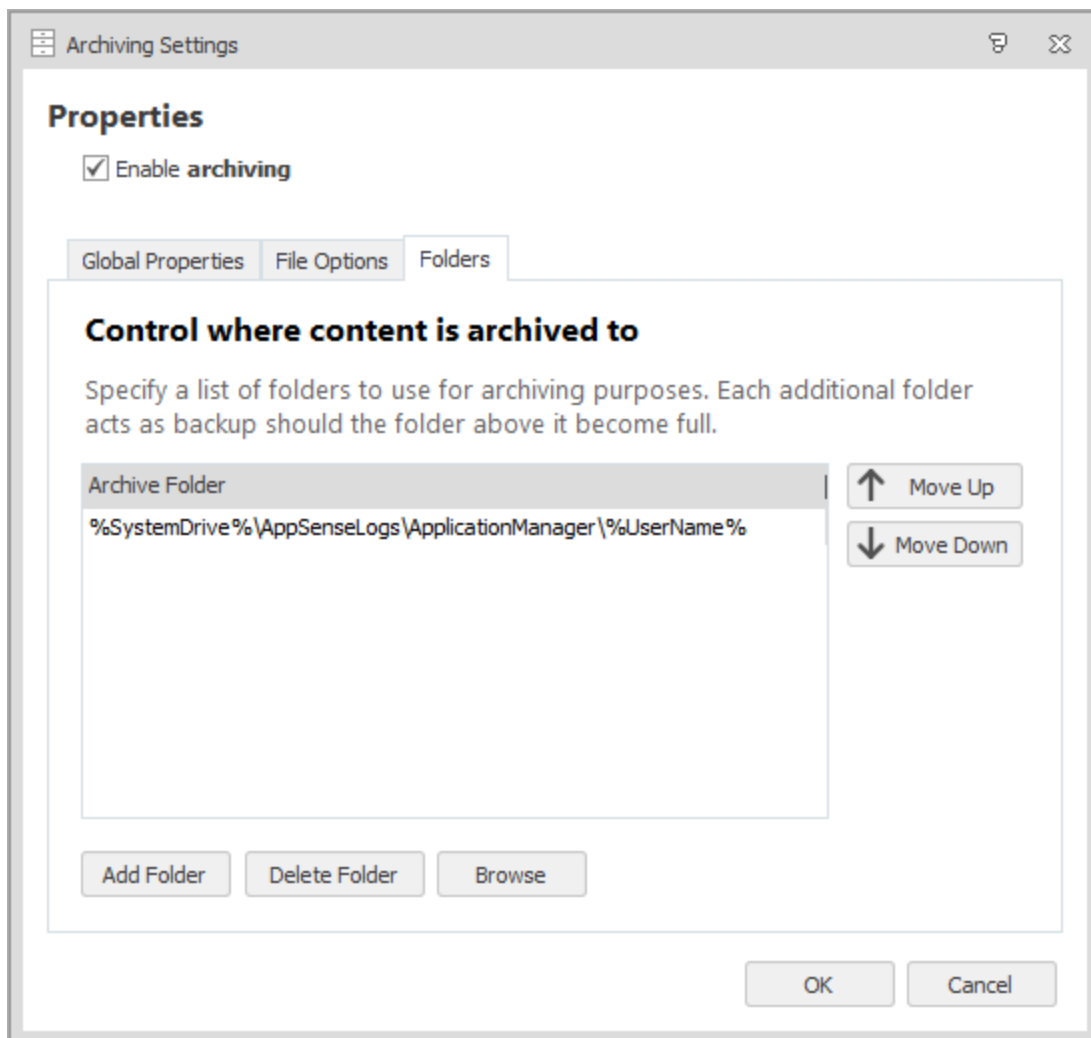 Archiving Settings
Properties
Enable archiving
Global Properties
File Options
Folders
Control where content is archived to
Specify a list of folders to use for archiving purposes. Each additional folder
acts as backup should the folder above it become full.
Archive Folder
Move Up
%SystemDrive%\AppSenseLogs\ApplicationManager\%UserName%
Move Down
Add Folder
Delete Folder
Browse
OK
Cancel